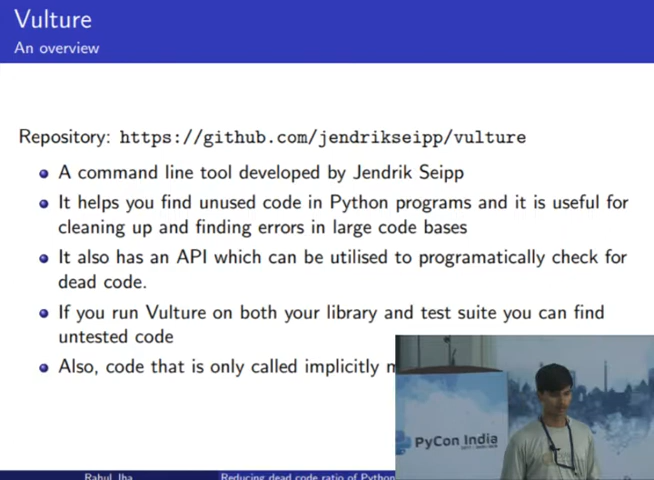 Vulture
An overview
Repository: https://github.com/jendrikseipp/vulture
A command line tool developed by Jendrik Seipp
It helps you find unused code in Python programs and it is useful for
cleaning up and finding errors in large code bases
It also has an API which can be utilised to programatically check for
dead code.
If you run Vulture on both your library and test suite you can find
untested code
Also, code that is only called implicitly
PyCon India
Rahul Jha
Reducing dead code ratio of Python